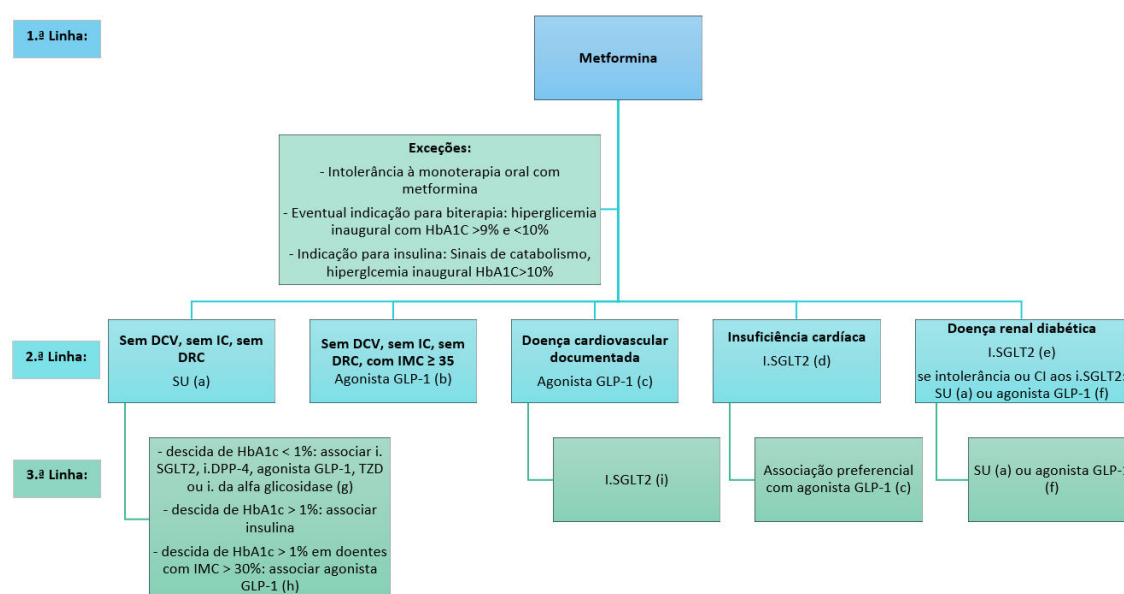 1.ª Linha:
Metformina
Exceções:
- Intolerância à monoterapia oral com
metformina
- Eventual indicação para biterapia: hiperglicemia
inaugural com HbA1C >9% e <10%
- Indicação para insulina: Sinais de catabolismo,
hiperglcemia inaugural HbA1C>10%
2.ª Linha:
Sem DCV, sem IC, sem
DRC
SU (a)
Sem DCV, sem IC, sem
DRC, com IMC ≥ 35
Agonista GLP-1 (b)
Doença cardiovascular
documentada
Agonista GLP-1 (c)
Insuficiência cardíaca
I.SGLT2 (d)
Doença renal diabética
I.SGLT2 (e)
se intolerância ou CI aos i.SGLT2:
SU (a) ou agonista GLP-1 (f)
3.ª Linha:
- descida de HbA1c < 1%: associar i.
SGLT2, i.DPP-4, agonista GLP-1, TZD
ou i. da alfa glicosidase (g)
- descida de HbA1c > 1%: associar
insulina
- descida de HbA1c > 1% em doentes
com IMC > 30%: associar agonista
GLP-1 (h)
I.SGLT2 (i)
Associação preferencial
com agonista GLP-1 (c)
SU (a) ou agonista GLP-1
(f)